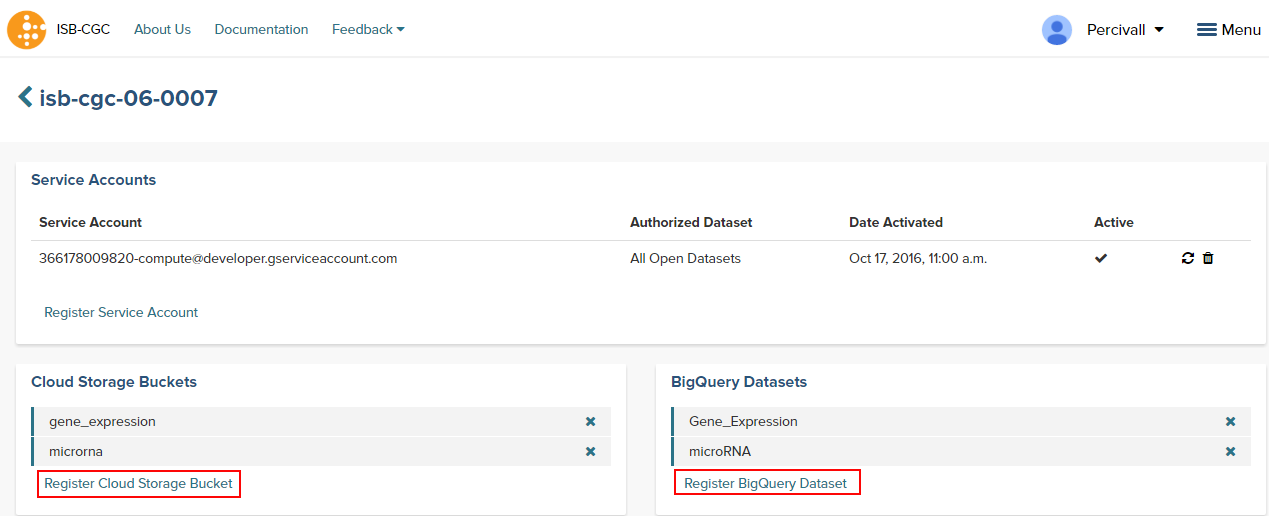 ISB-CGC About Us Documentation Feedback Percivall Menu
isb-cgc-06-0007
Service Accounts
Service Account Authorized Dataset Date Activated Active
366178009820-compute@developer.gserviceaccount.com All Open Datasets Oct 17, 2016, 11:00 a.m.
Register Service Account
Cloud Storage Buckets
gene_expression
microrna
Register Cloud Storage Bucket
BigQuery Datasets
Gene_Expression
microRNA
Register BigQuery Dataset